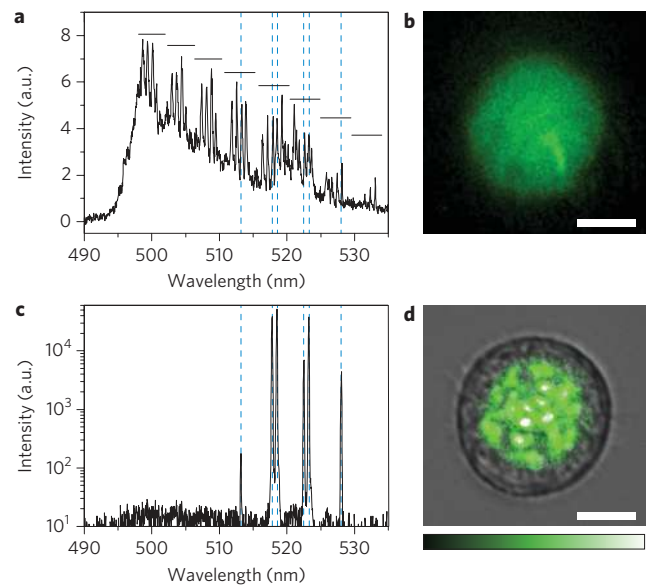 a
8
6
4
2
0
Intensity (a.u.)
490 500 510 520 530
Wavelength (nm)
b
c
10⁴
10³
10²
10¹
Intensity (a.u.)
490 500 510 520 530
Wavelength (nm)
d